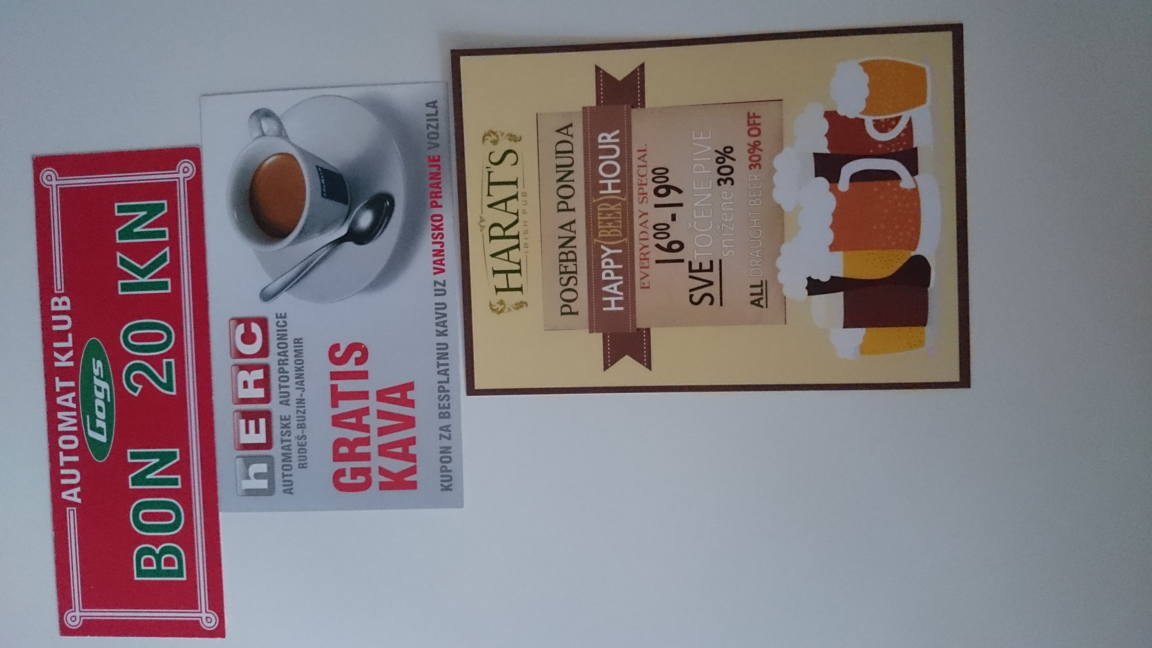 AUTOMAT KLUB
Gogs
BON 20 KN
hERC
AUTOMATSKE AUTOPRAONICE
RUDEŠ-BUZIN-JANKOMIR
GRATIS
KAVA
KUPON ZA BESPLATNU KAVU UZ VANJSKO PRANJE VOZILA
HARAT'S
IRISH PUB
POSEBNA PONUDA
HAPPY BEER HOUR
EVERYDAY SPECIAL
16⁰⁰-19⁰⁰
SVE TOČENE PIVE
snižene 30%
ALL DRAUGHT BEER 30% OFF